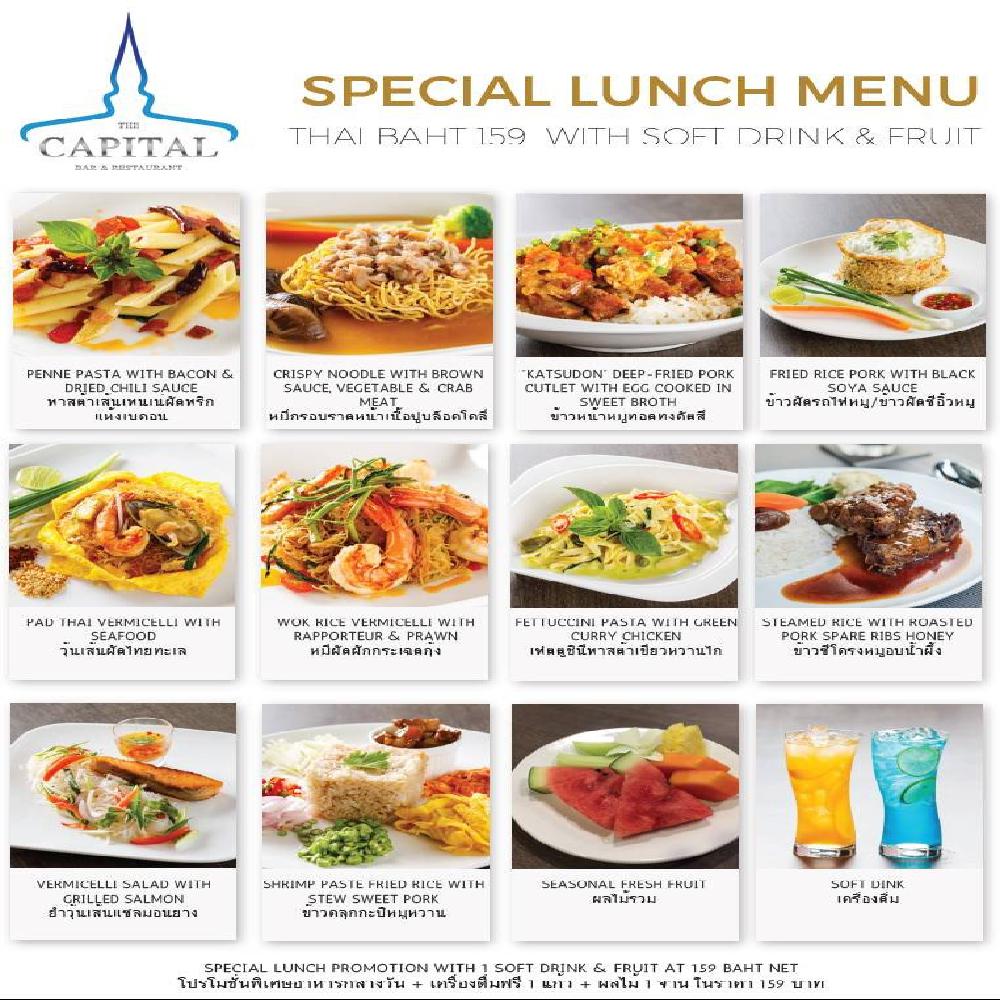 THE
CAPITAL
BAR & RESTAURANT
SPECIAL LUNCH MENU
THAI BAHT 159 WITH SOFT DRINK & FRUIT
PENNE PASTA WITH BACON &
DRIED CHILI SAUCE
พาสต้าเส้นเพนเน่ผัดพริก
แห้งเบคอน
CRISPY NOODLE WITH BROWN
SAUCE, VEGETABLE & CRAB
MEAT
หมี่กรอบราดหน้าเนื้อปูบล็อคโคลี่
"KATSUDON" DEEP-FRIED PORK
CUTLET WITH EGG COOKED IN
SWEET BROTH
ข้าวหน้าหมูทอดทงคัตสึ
FRIED RICE PORK WITH BLACK
SOYA SAUCE
ข้าวผัดรถไฟหมู/ข้าวผัดซีอิ้วหมู
PAD THAI VERMICELLI WITH
SEAFOOD
วุ้นเส้นผัดไทยทะเล
WOK RICE VERMICELLI WITH
RAPPORTEUR & PRAWN
หมี่ผัดผักกระเฉดกุ้ง
FETTUCCINI PASTA WITH GREEN
CURRY CHICKEN
เฟตตูชินี่พาสต้าเขียวหวานไก่
STEAMED RICE WITH ROASTED
PORK SPARE RIBS HONEY
ข้าวซี่โครงหมูอบน้ำผึ้ง
VERMICELLI SALAD WITH
GRILLED SALMON
ยำวุ้นเส้นแซลมอนย่าง
SHRIMP PASTE FRIED RICE WITH
STEW SWEET PORK
ข้าวคลุกกะปิหมูหวาน
SEASONAL FRESH FRUIT
ผลไม้รวม
SOFT DINK
เครื่องดื่ม
SPECIAL LUNCH PROMOTION WITH 1 SOFT DRINK & FRUIT AT 159 BAHT NET
โปรโมชั่นพิเศษอาหารกลางวัน + เครื่องดื่มฟรี 1 แก้ว + ผลไม้ 1 จาน ในราคา 159 บาท